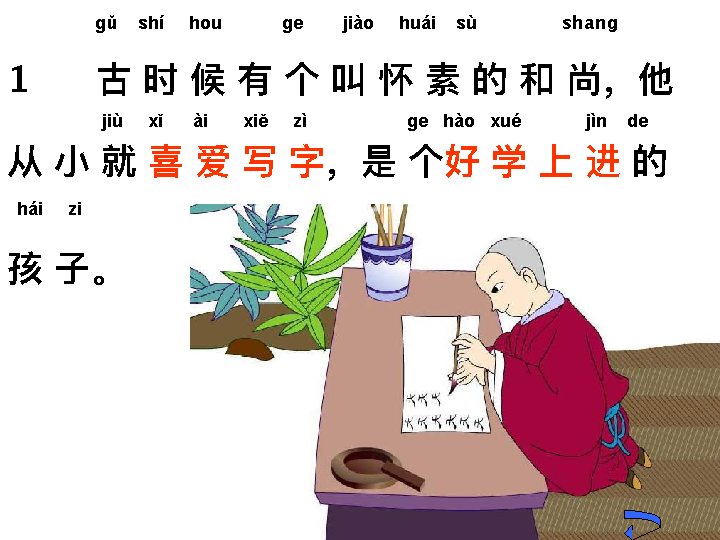 gǔ shí hou ge jiào huái sù shang
1 古时候有个叫怀素的和尚，他
jiù xǐ ài xiě zì ge hào xué jìn de
从小就喜爱写字，是个好学上进的
hái zi
孩子。